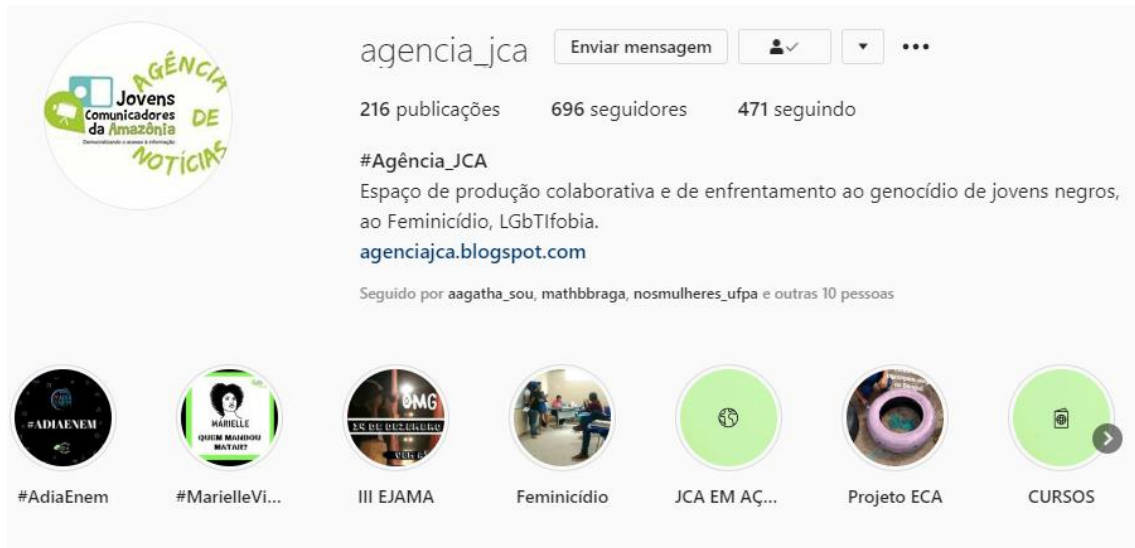 AGÊNCIA
DE
NOTÍCIAS
Jovens
Comunicadores
da Amazônia
Democratizando o acesso à informação
agencia_jca
Enviar mensagem
216 publicações 696 seguidores 471 seguindo
#Agência_JCA
Espaço de produção colaborativa e de enfrentamento ao genocídio de jovens negros,
ao Feminicídio, LGbTIfobia.
agenciajca.blogspot.com
Seguido por aagatha_sou, mathbbraga, nosmulheres_ufpa e outras 10 pessoas
#ADIAENEM
MARIELLE
QUEM MANDOU
MATAR?
OMG
#AdiaEnem
#MarielleVi...
III EJAMA
Feminicídio
JCA EM AÇ...
Projeto ECA
CURSOS